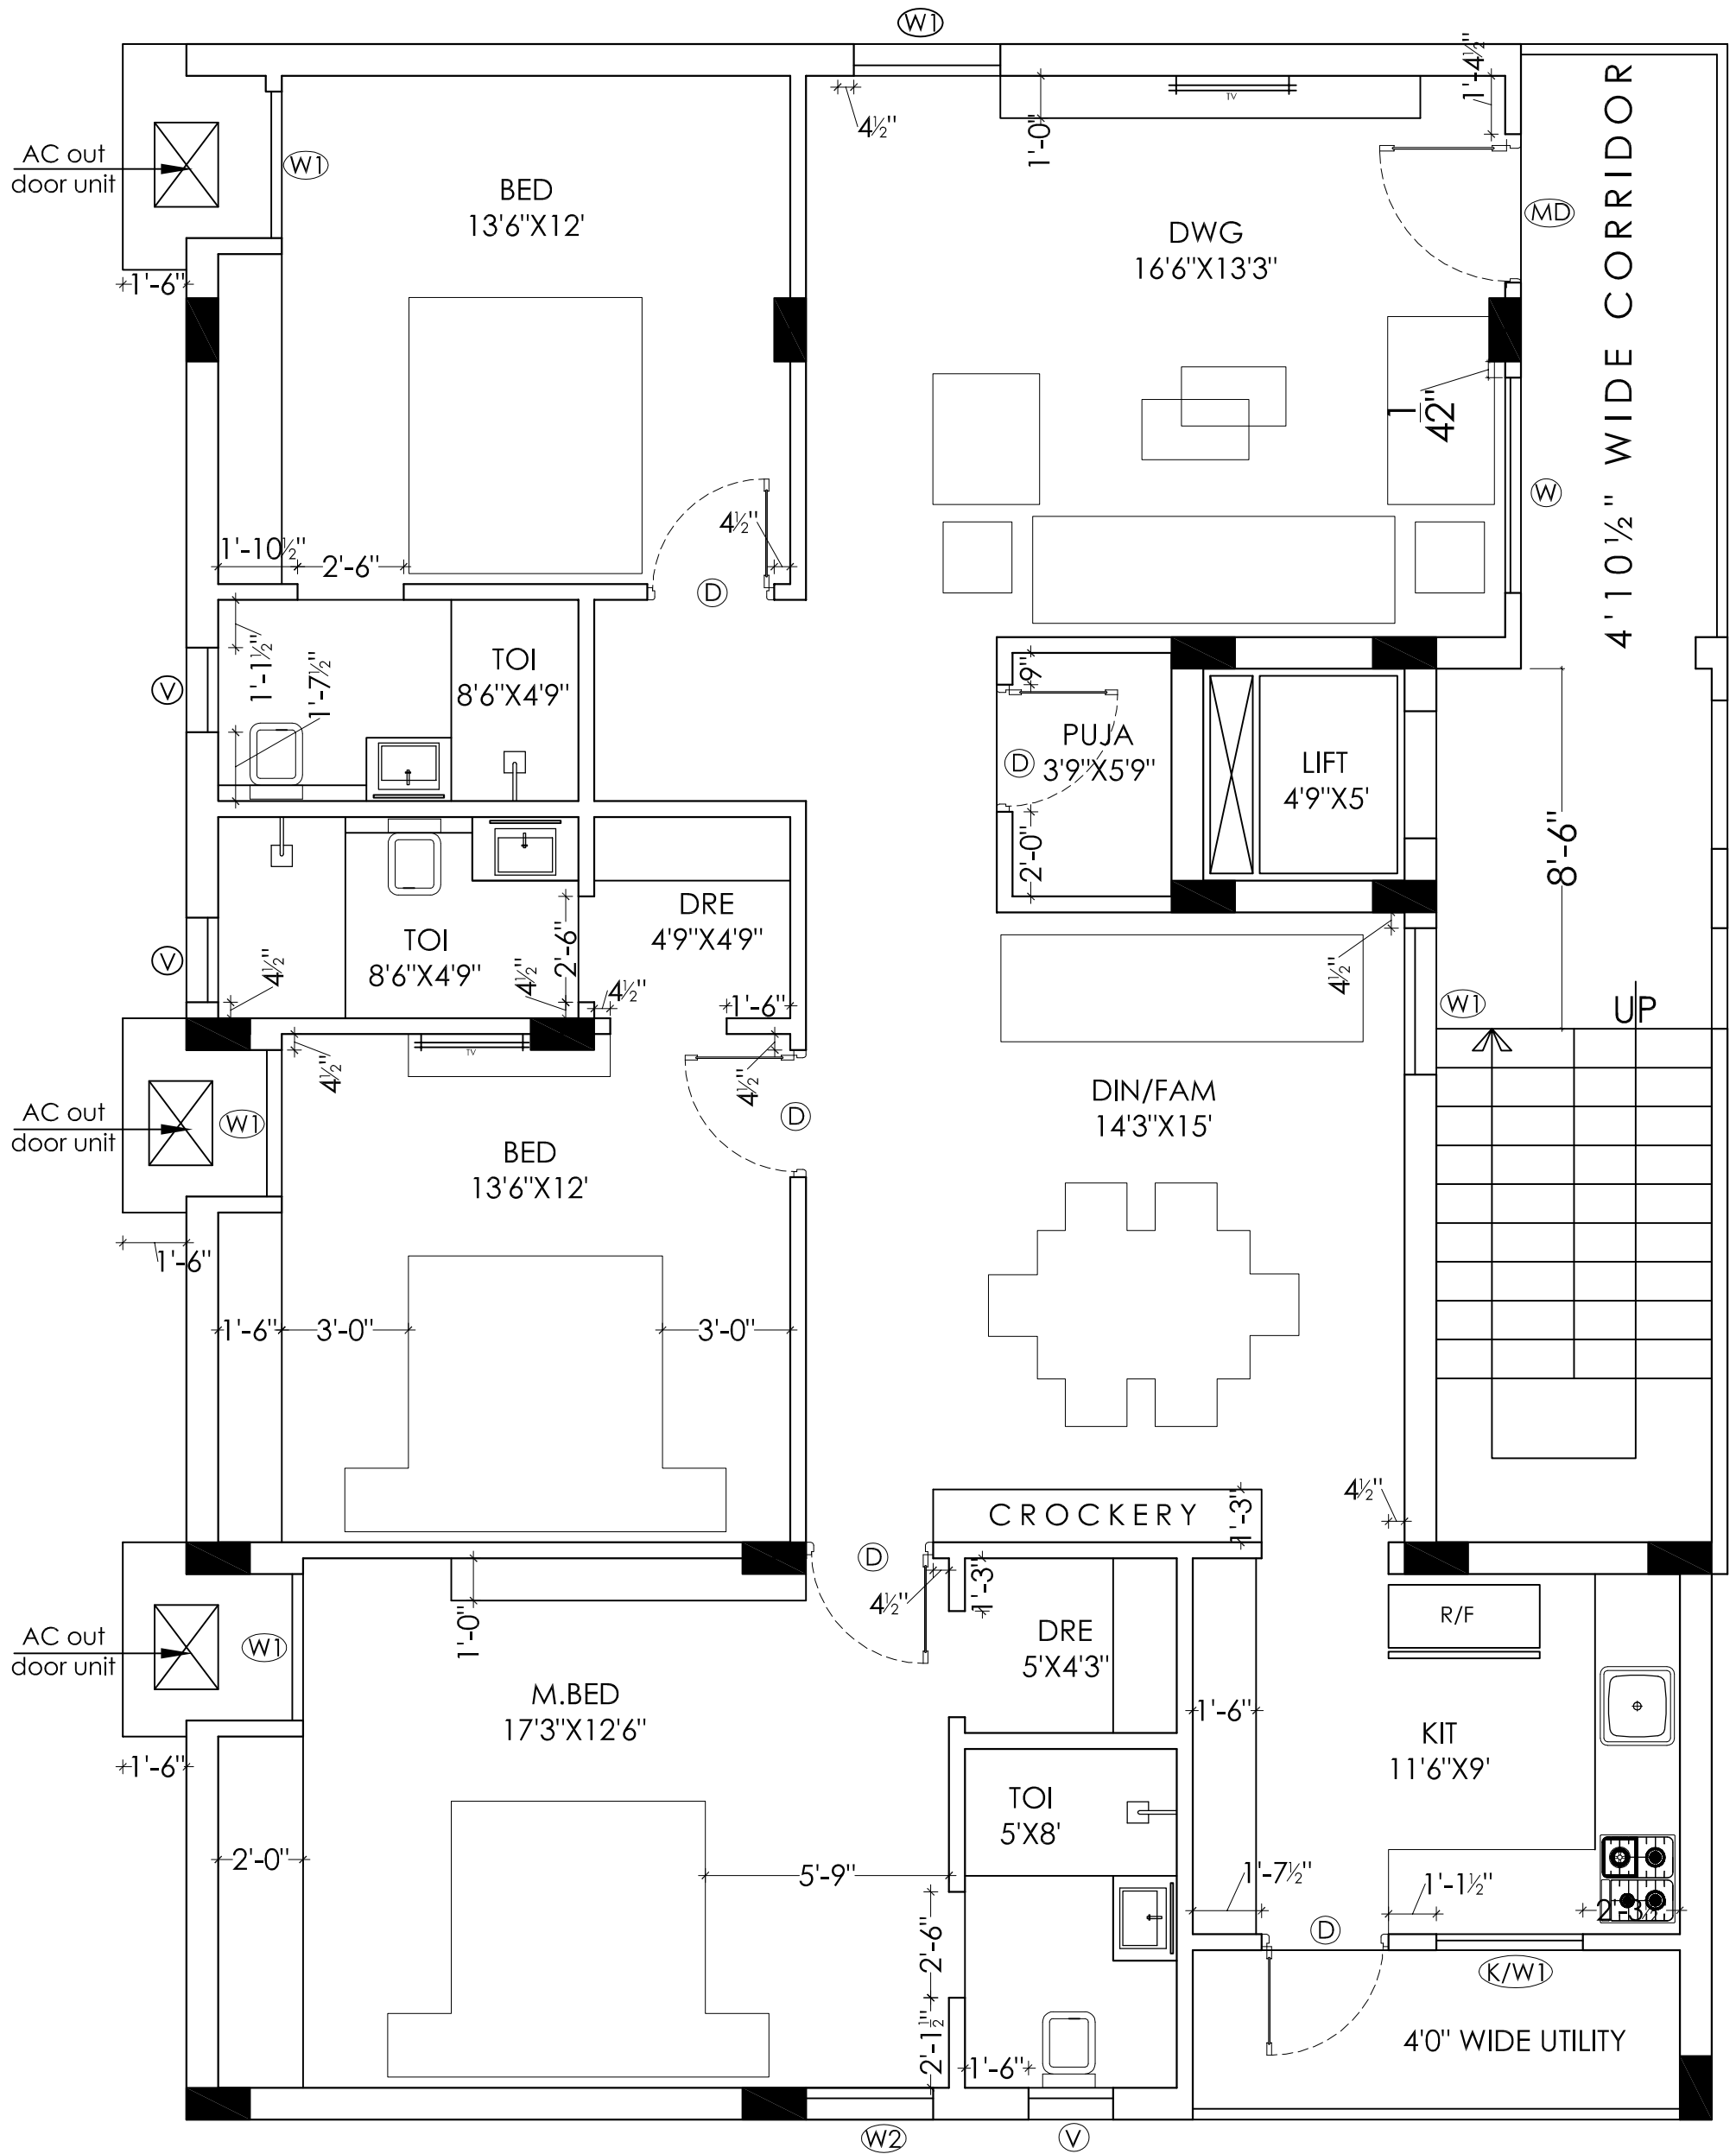 W1
4½"
1'-0"
TV
1'-4½"
AC out
door unit
W1
BED
13'6"X12'
DWG
16'6"X13'3"
MD
4'10½" WIDE CORRIDOR
1'-6"
1
42"
W
1'-10½"
2'-6"
4½"
D
1'-1½"
1'-7½"
TOI
8'6"X4'9"
V
9"
PUJA
3'9"X5'9"
D
2'-0"
LIFT
4'9"X5'
8'-6"
DRE
4'9"X4'9"
TOI
8'6"X4'9"
V
4½"
4½"
2'-6"
4½"
1'-6"
4½"
W1
UP
4½"
TV
4½"
AC out
door unit
W1
D
BED
13'6"X12'
DIN/FAM
14'3"X15'
1'-6"
1'-6"
3'-0"
3'-0"
CROCKERY
1'-3"
4½"
D
4½"
1'-3"
1'-0"
AC out
door unit
W1
DRE
5'X4'3"
R/F
M.BED
17'3"X12'6"
1'-6"
KIT
11'6"X9'
1'-6"
TOI
5'X8'
2'-0"
5'-9"
1'-7½"
1'-1½"
2'-3½"
2'-6"
D
K/W1
2'-1½"
1'-6"
4'0" WIDE UTILITY
W2
V